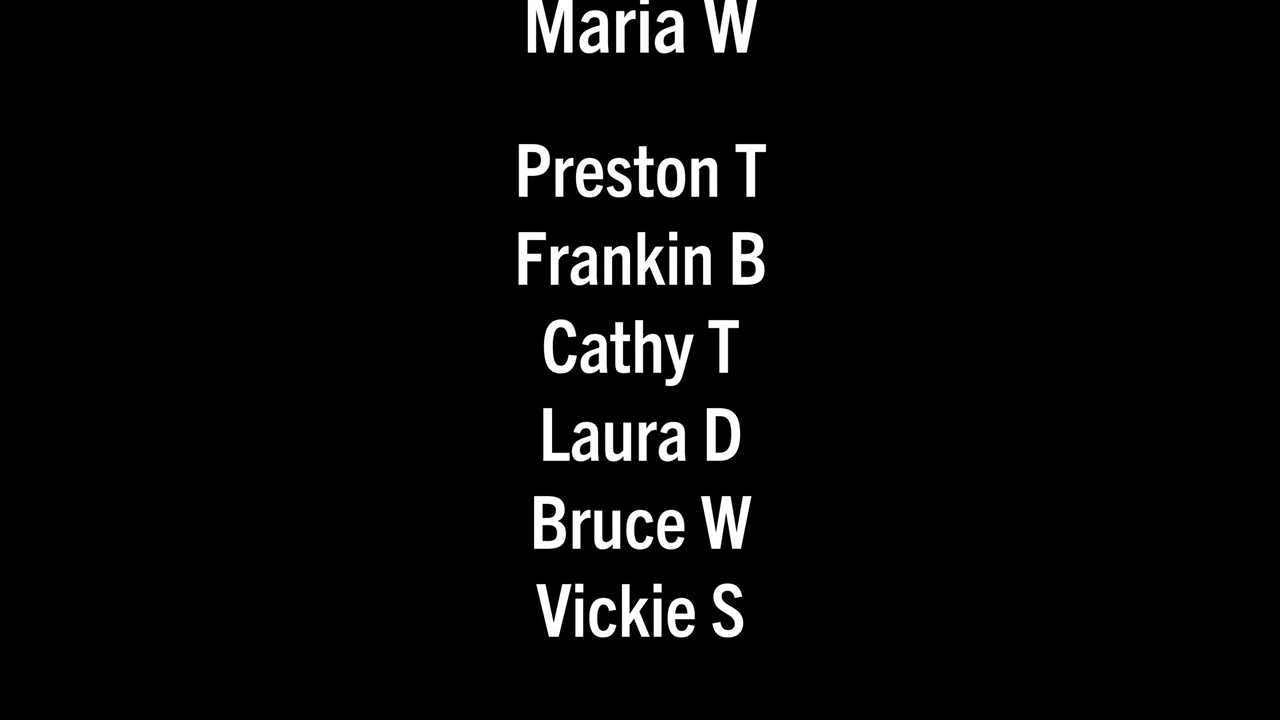 Maria W
Preston T
Frankin B
Cathy T
Laura D
Bruce W
Vickie S